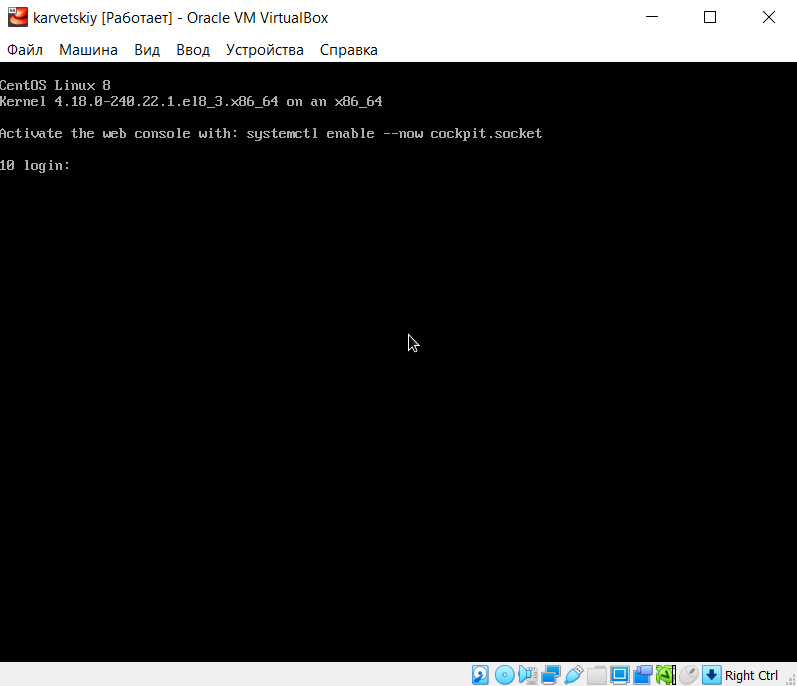 karvetskiy [Работает] - Oracle VM VirtualBox
Файл Машина Вид Ввод Устройства Справка
CentOS Linux 8
Kernel 4.18.0-240.22.1.el8_3.x86_64 on an x86_64
Activate the web console with: systemctl enable --now cockpit.socket
10 login:
Right Ctrl